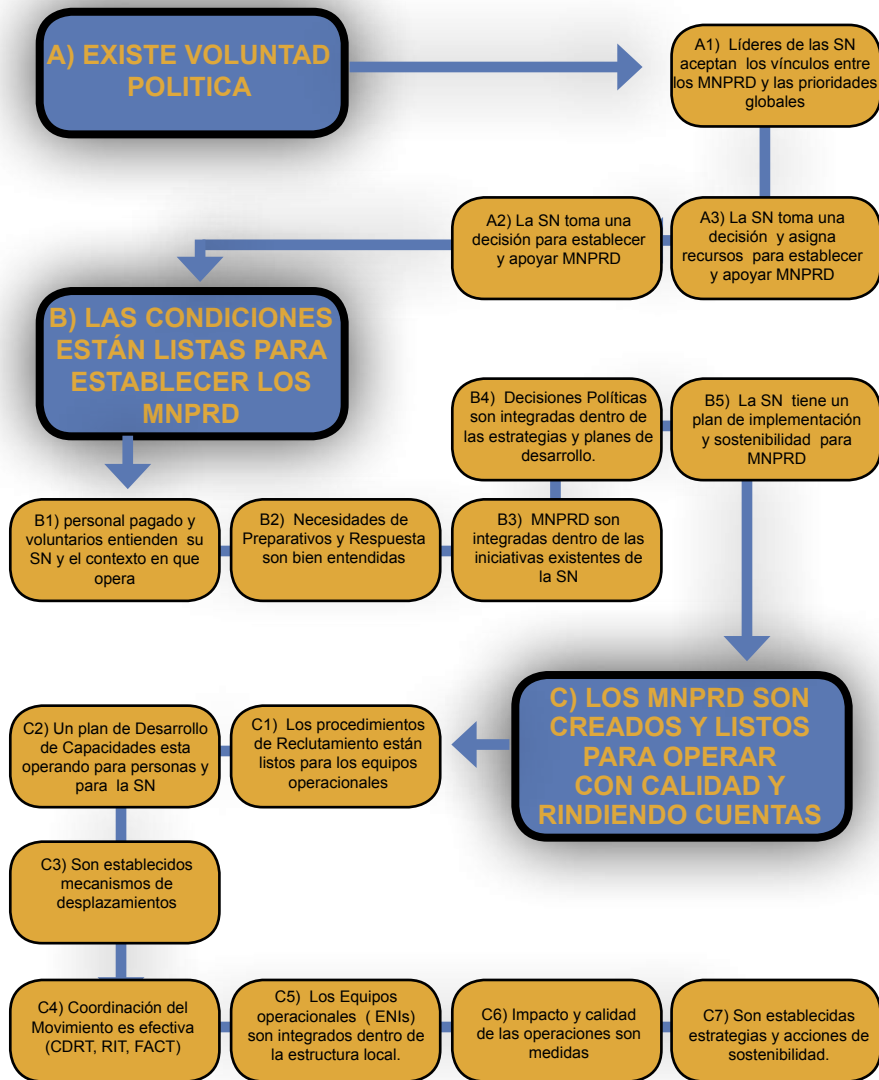 A) EXISTE VOLUNTAD
POLITICA
A1) Líderes de las SN
aceptan los vínculos entre
los MNPRD y las prioridades
globales
A2) La SN toma una
decisión para establecer
y apoyar MNPRD
A3) La SN toma una
decisión y asigna
recursos para establecer
y apoyar MNPRD
B) LAS CONDICIONES
ESTÁN LISTAS PARA
ESTABLECER LOS
MNPRD
B4) Decisiones Políticas
son integradas dentro de
las estrategias y planes de
desarrollo.
B5) La SN tiene un
plan de implementación
y sostenibilidad para
MNPRD
B1) personal pagado y
voluntarios entienden su
SN y el contexto en que
opera
B2) Necesidades de
Preparativos y Respuesta
son bien entendidas
B3) MNPRD son
integradas dentro de las
iniciativas existentes de
la SN
C) LOS MNPRD SON
CREADOS Y LISTOS
PARA OPERAR
CON CALIDAD Y
RINDIENDO CUENTAS
C2) Un plan de Desarrollo
de Capacidades esta
operando para personas y
para la SN
C1) Los procedimientos
de Reclutamiento están
listos para los equipos
operacionales
C3) Son establecidos
mecanismos de
desplazamientos
C4) Coordinación del
Movimiento es efectiva
(CDRT, RIT, FACT)
C5) Los Equipos
operacionales ( ENIs)
son integrados dentro de
la estructura local.
C6) Impacto y calidad
de las operaciones son
medidas
C7) Son establecidas
estrategias y acciones de
sostenibilidad.